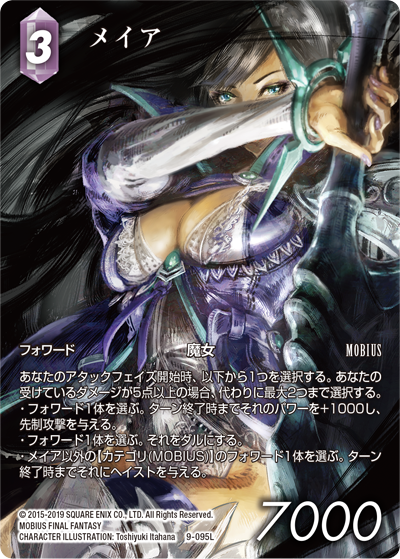 3
メイア
フォワード 魔女 MOBIUS
あなたのアタックフェイズ開始時、以下から1つを選択する。あなたの
受けているダメージが5点以上の場合、代わりに最大2つまで選択する。
・フォワード1体を選ぶ。ターン終了時までそれのパワーを+1000し、
先制攻撃を与える。
・フォワード1体を選ぶ。それをダルにする。
・メイア以外の【カテゴリ(MOBIUS)】のフォワード1体を選ぶ。ターン
終了時までそれにヘイストを与える。
© 2015-2019 SQUARE ENIX CO., LTD. All Rights Reserved.
MOBIUS FINAL FANTASY
CHARACTER ILLUSTRATION: Toshiyuki Itahana 9-095L
7000